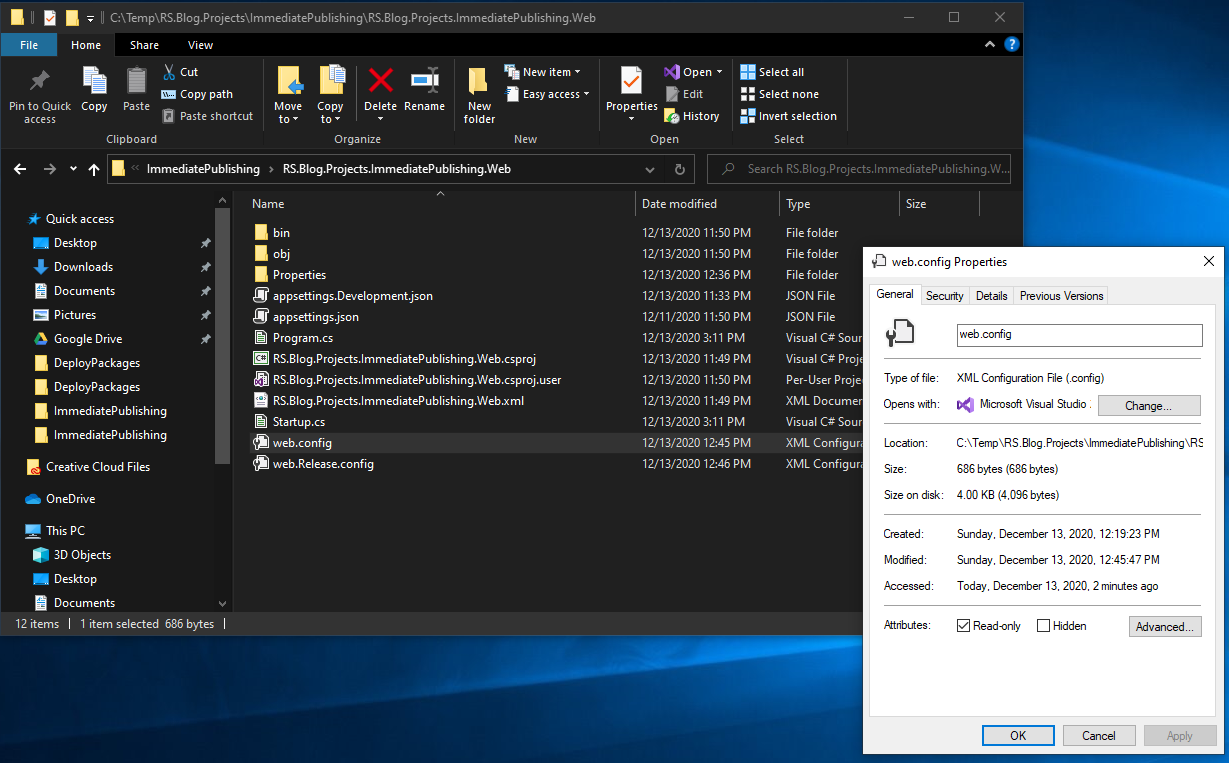 C:\Temp\RS.Blog.Projects\ImmediatePublishing\RS.Blog.Projects.ImmediatePublishing.Web
File Home Share View
Pin to Quick access
Copy
Paste
Cut
Copy path
Paste shortcut
Clipboard
Move to
Copy to
Delete
Rename
Organize
New folder
New item
Easy access
New
Properties
Open
Edit
History
Open
Select all
Select none
Invert selection
Select
« ImmediatePublishing › RS.Blog.Projects.ImmediatePublishing.Web
Search RS.Blog.Projects.ImmediatePublishing.W...
Quick access
Desktop
Downloads
Documents
Pictures
Google Drive
DeployPackages
DeployPackages
ImmediatePublishing
ImmediatePublishing
Creative Cloud Files
OneDrive
This PC
3D Objects
Desktop
Documents
Name Date modified Type Size
bin 12/13/2020 11:50 PM File folder
obj 12/13/2020 11:50 PM File folder
Properties 12/13/2020 12:36 PM File folder
appsettings.Development.json 12/13/2020 11:33 PM JSON File
appsettings.json 12/11/2020 11:50 PM JSON File
Program.cs 12/13/2020 3:11 PM Visual C# Sour
RS.Blog.Projects.ImmediatePublishing.Web.csproj 12/13/2020 11:49 PM Visual C# Proje
RS.Blog.Projects.ImmediatePublishing.Web.csproj.user 12/13/2020 11:50 PM Per-User Projec
RS.Blog.Projects.ImmediatePublishing.Web.xml 12/13/2020 11:49 PM XML Documen
Startup.cs 12/13/2020 3:11 PM Visual C# Sour
web.config 12/13/2020 12:45 PM XML Configura
web.Release.config 12/13/2020 12:46 PM XML Configura
12 items 1 item selected 686 bytes
web.config Properties
General Security Details Previous Versions
web.config
Type of file: XML Configuration File (.config)
Opens with: Microsoft Visual Studio Change...
Location: C:\Temp\RS.Blog.Projects\ImmediatePublishing\RS
Size: 686 bytes (686 bytes)
Size on disk: 4.00 KB (4,096 bytes)
Created: Sunday, December 13, 2020, 12:19:23 PM
Modified: Sunday, December 13, 2020, 12:45:47 PM
Accessed: Today, December 13, 2020, 2 minutes ago
Attributes: Read-only Hidden Advanced...
OK Cancel Apply